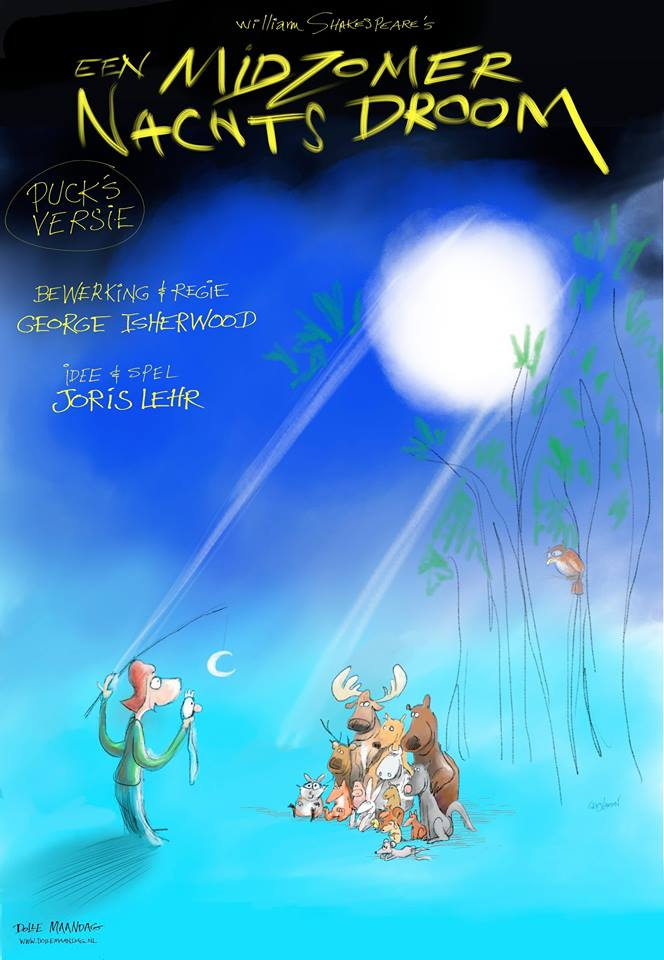 William Shakespeare's
EEN MIDZOMER
NACHTS DROOM
PUCK'S
VERSIE
BEWERKING & REGIE
GEORGE ISHERWOOD
IDEE & SPEL
JORIS LEHR
DOLLE MAANDAG
WWW.DOLLEMAANDAG.NL